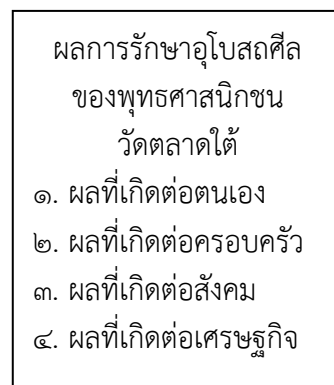 ผลการรักษาอุโบสถศีล
ของพุทธศาสนิกชน
วัดตลาดใต้
๑. ผลที่เกิดต่อตนเอง
๒. ผลที่เกิดต่อครอบครัว
๓. ผลที่เกิดต่อสังคม
๔. ผลที่เกิดต่อเศรษฐกิจ